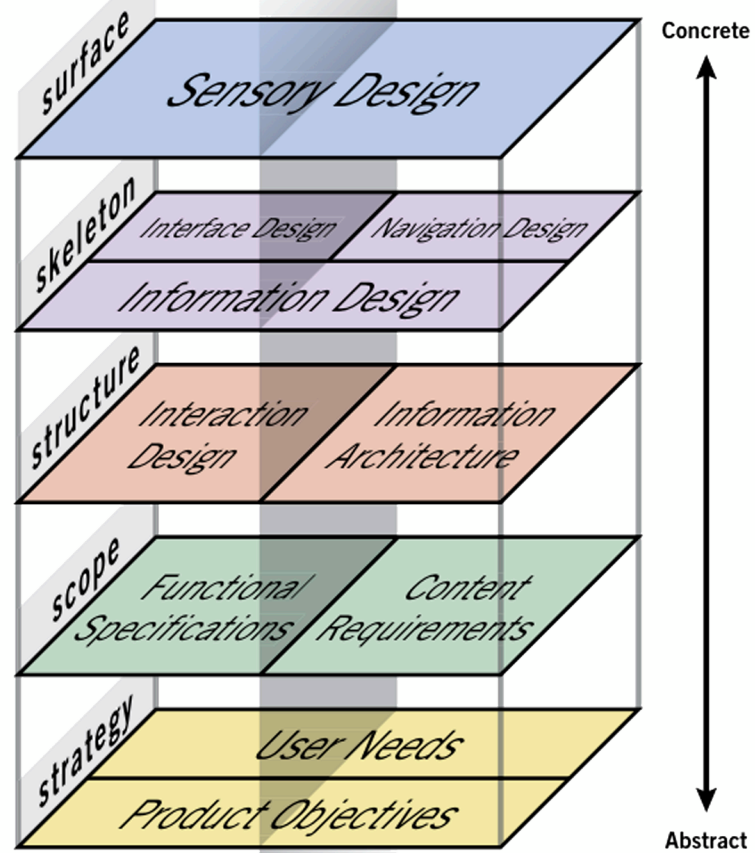 Concrete
surface
Sensory Design
skeleton
Interface Design
Navigation Design
Information Design
structure
Interaction
Design
Information
Architecture
scope
Functional
Specifications
Content
Requirements
strategy
User Needs
Product Objectives
Abstract